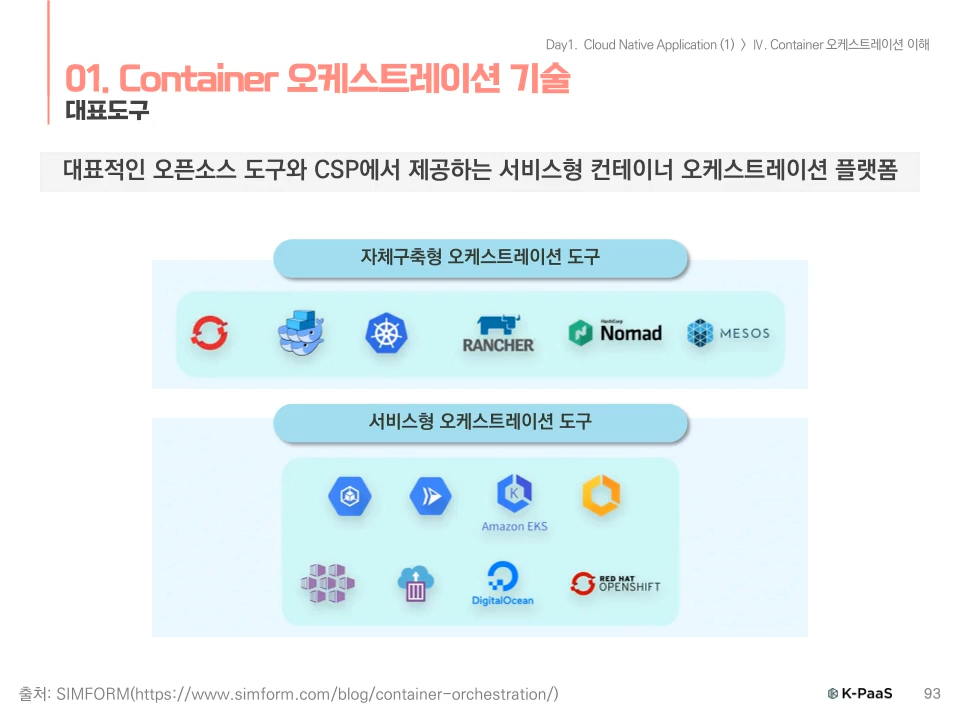 Day1. Cloud Native Application (1) 〉 Ⅳ. Container 오케스트레이션 이해
01. Container 오케스트레이션 기술
대표도구
대표적인 오픈소스 도구와 CSP에서 제공하는 서비스형 컨테이너 오케스트레이션 플랫폼
자체구축형 오케스트레이션 도구
RANCHER
HashiCorp
Nomad
MESOS
서비스형 오케스트레이션 도구
K
Amazon EKS
DigitalOcean
RED HAT
OPENSHIFT
출처: SIMFORM(https://www.simform.com/blog/container-orchestration/)
K-PaaS
93